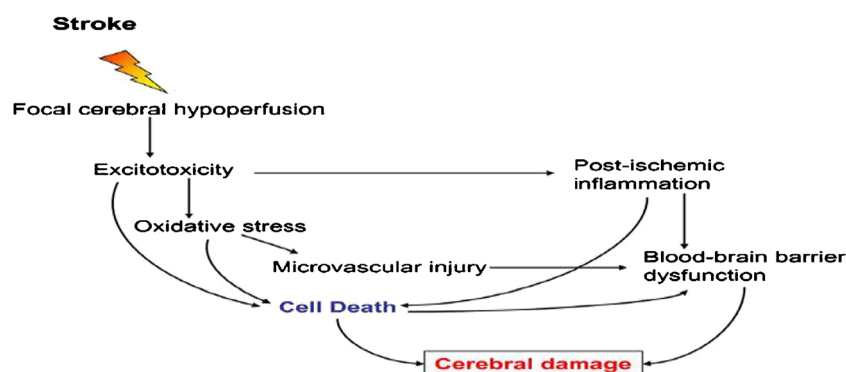 Stroke
Focal cerebral hypoperfusion
Excitotoxicity
Post-ischemic
inflammation
Oxidative stress
Microvascular injury
Blood-brain barrier
dysfunction
Cell Death
Cerebral damage